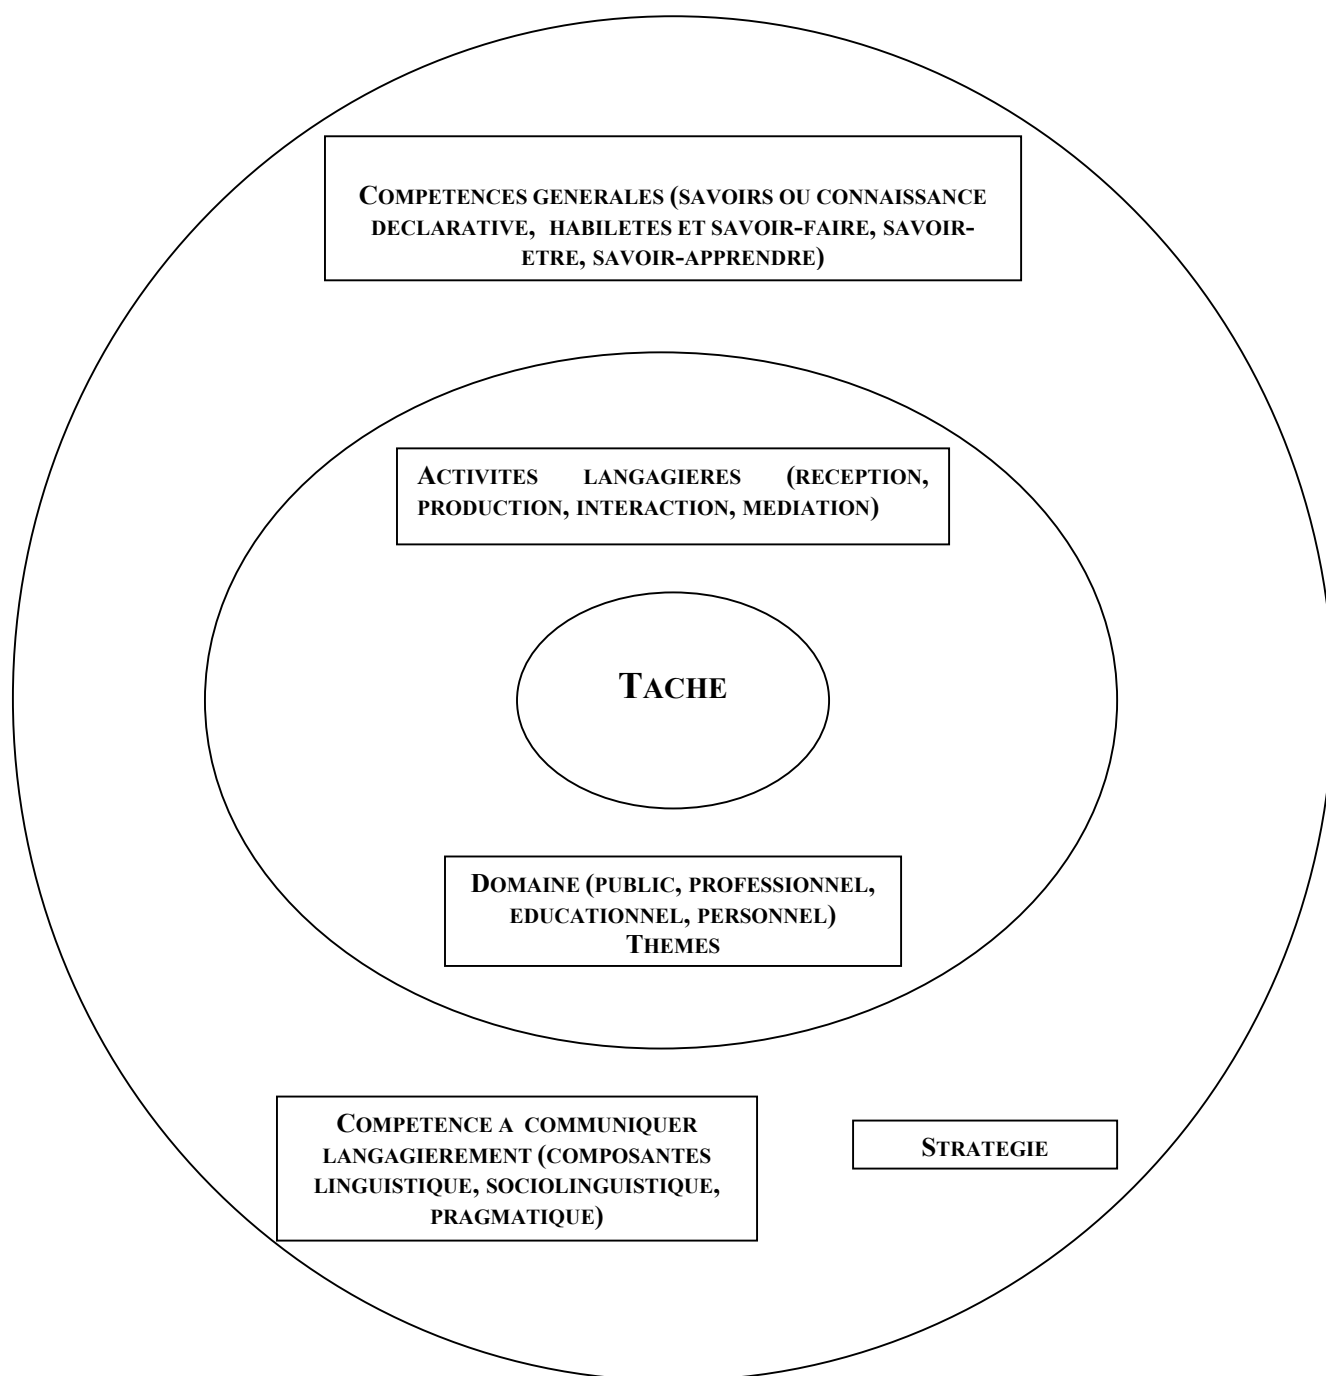 COMPETENCES GENERALES (SAVOIRS OU CONNAISSANCE
DECLARATIVE, HABILETES ET SAVOIR-FAIRE, SAVOIR-
ETRE, SAVOIR-APPRENDRE)
ACTIVITES LANGAGIERES (RECEPTION,
PRODUCTION, INTERACTION, MEDIATION)
TACHE
DOMAINE (PUBLIC, PROFESSIONNEL,
EDUCATIONNEL, PERSONNEL)
THEMES
COMPETENCE A COMMUNIQUER
LANGAGIEREMENT (COMPOSANTES
LINGUISTIQUE, SOCIOLINGUISTIQUE,
PRAGMATIQUE)
STRATEGIE